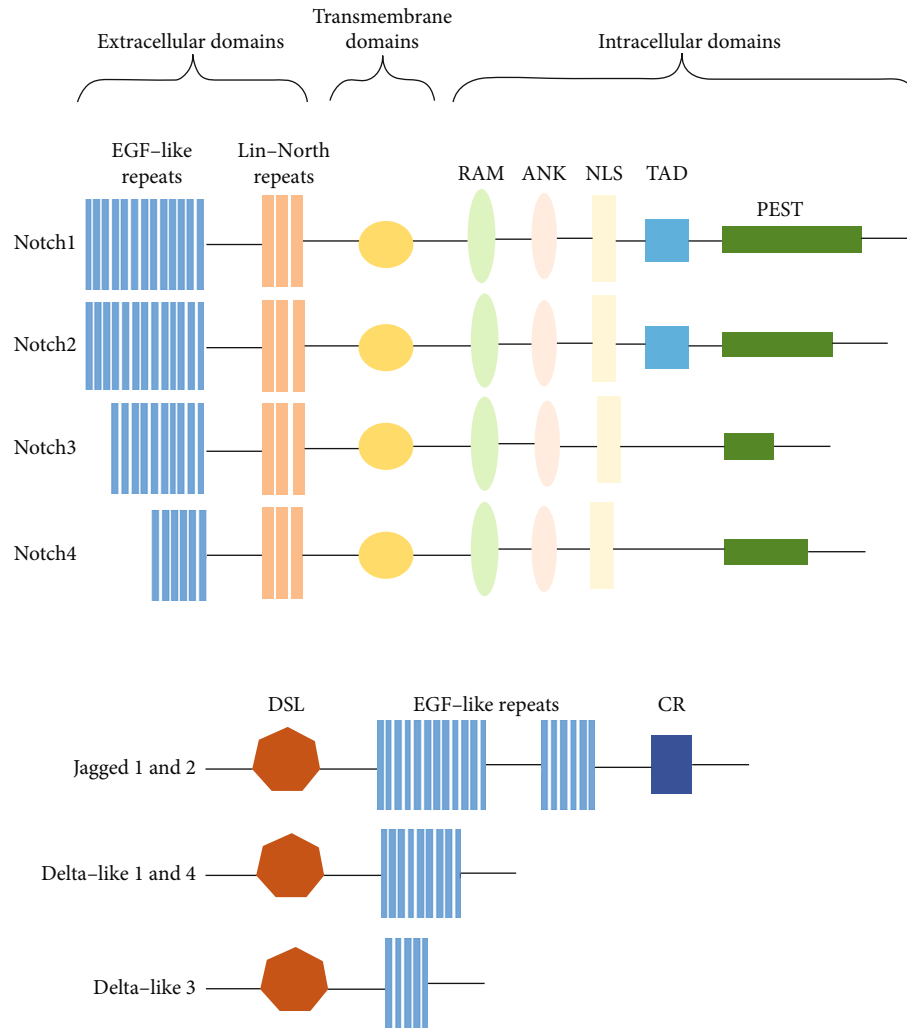 Extracellular domains
Transmembrane
domains
Intracellular domains
EGF–like
repeats
Lin–North
repeats
RAM
ANK
NLS
TAD
PEST
Notch1
Notch2
Notch3
Notch4
DSL
EGF–like repeats
CR
Jagged 1 and 2
Delta–like 1 and 4
Delta–like 3